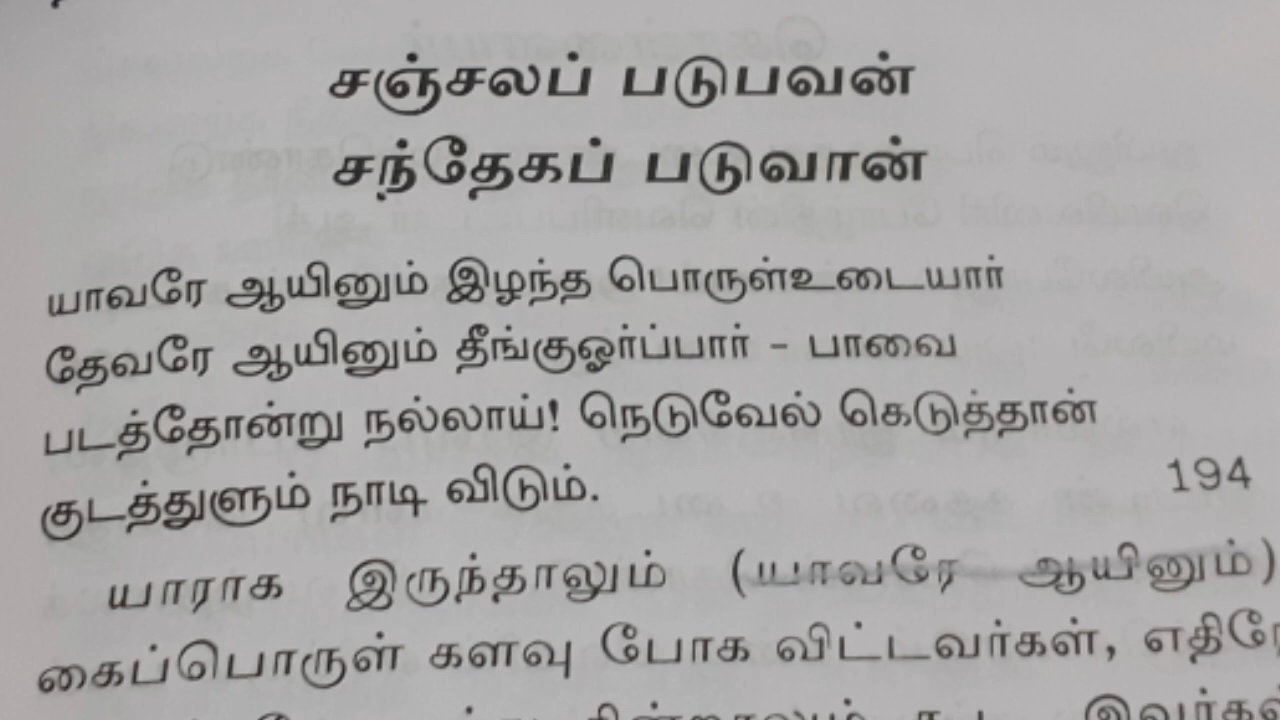 சஞ்சலப் படுபவன்
சந்தேகப் படுவான்
யாவரே ஆயினும் இழந்த பொருள்உடையார்
தேவரே ஆயினும் தீங்குஓர்ப்பார் - பாவை
படத்தோன்று நல்லாய்! நெடுவேல் கெடுத்தான்
குடத்துளும் நாடி விடும். 194
யாராக இருந்தாலும் (யாவரே ஆயினும்)
கைப்பொருள் களவு போக விட்டவர்கள், எதிரே